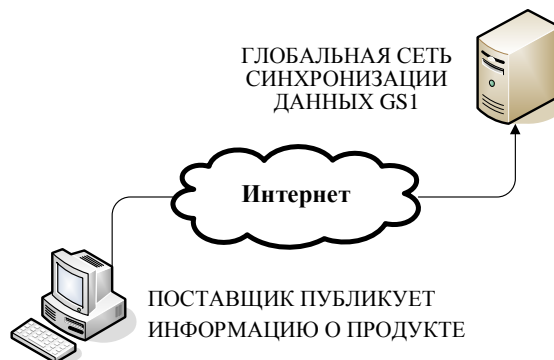 ГЛОБАЛЬНАЯ СЕТЬ
СИНХРОНИЗАЦИИ
ДАННЫХ GS1
Интернет
ПОСТАВЩИК ПУБЛИКУЕТ
ИНФОРМАЦИЮ О ПРОДУКТЕ